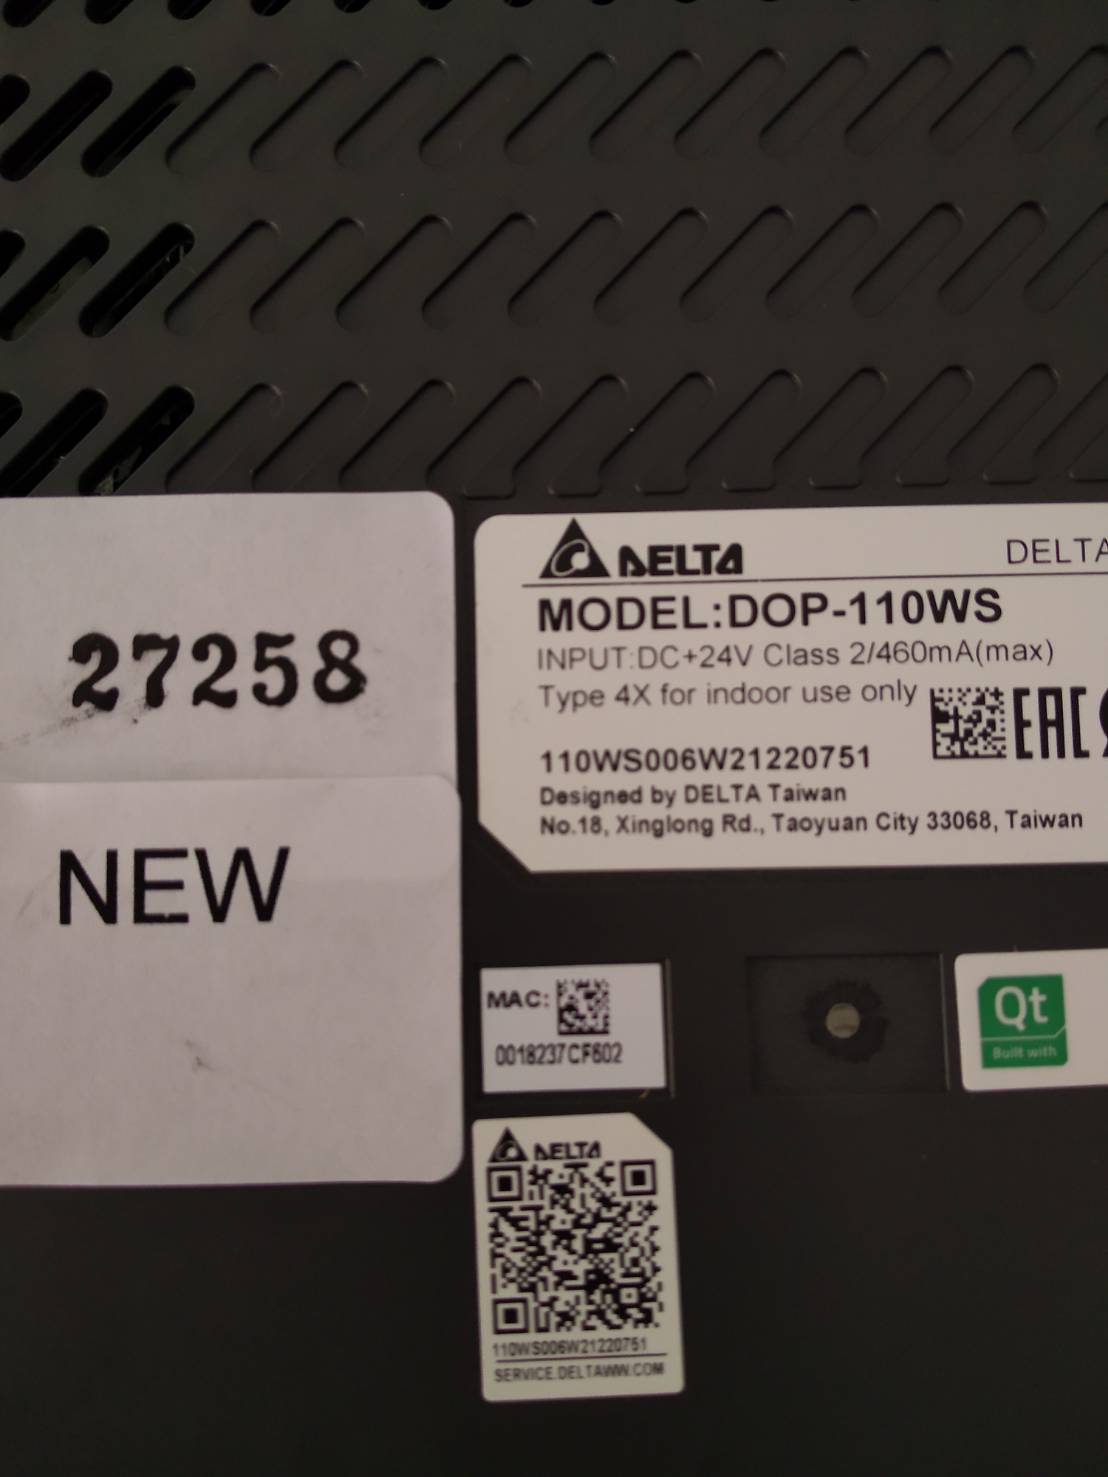 27258
NEW
DELTA
DELTA
MODEL:DOP-110WS
INPUT:DC+24V Class 2/460mA(max)
Type 4X for indoor use only
EAC
110WS006W21220751
Designed by DELTA Taiwan
No.18, Xinglong Rd., Taoyuan City 33068, Taiwan
MAC:
0018237CF602
Qt
Built with
DELTA
110WS006W21220751
SERVICE.DELTAWW.COM